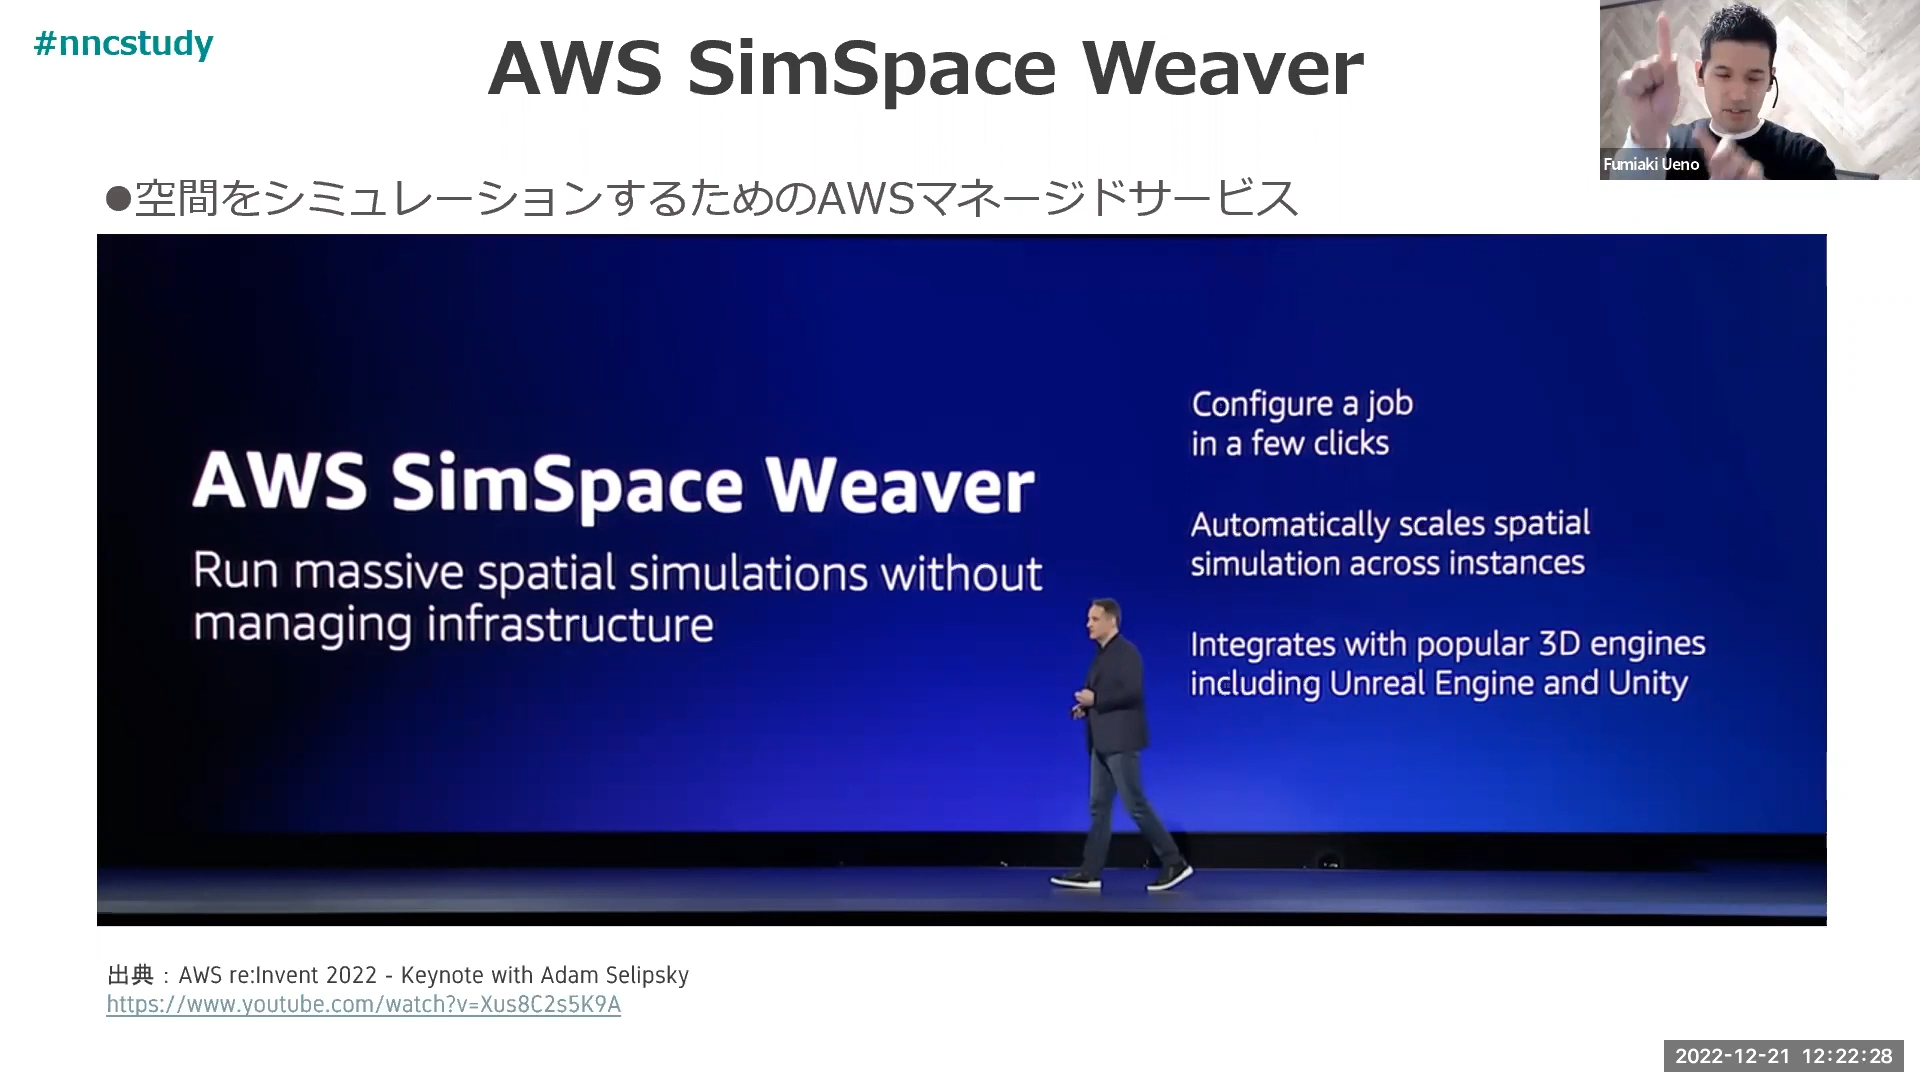 #nncstudy
AWS SimSpace Weaver
Fumiaki Ueno
●空間をシミュレーションするためのAWSマネージドサービス
AWS SimSpace Weaver
Run massive spatial simulations without
managing infrastructure
Configure a job
in a few clicks
Automatically scales spatial
simulation across instances
Integrates with popular 3D engines
including Unreal Engine and Unity
出典：AWS re:Invent 2022 - Keynote with Adam Selipsky
https://www.youtube.com/watch?v=Xus8C2s5K9A
2022-12-21 12:22:28